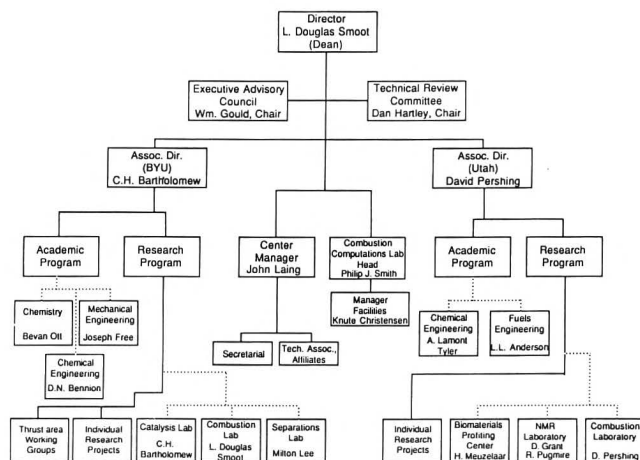 Director
L. Douglas Smoot
(Dean)
Executive Advisory
Council
Wm. Gould, Chair
Technical Review
Committee
Dan Hartley, Chair
Assoc. Dir.
(BYU)
C.H. Bartholomew
Assoc. Dir.
(Utah)
David Pershing
Academic
Program
Research
Program
Center
Manager
John Laing
Combustion
Computations Lab
Head
Philip J. Smith
Manager
Facilities
Knute Christensen
Academic
Program
Research
Program
Chemistry
Bevan Ott
Mechanical
Engineering
Joseph Free
Chemical
Engineering
D.N. Bennion
Secretarial
Tech. Assoc.,
Affiliates
Chemical
Engineering
A. Lamont
Tyler
Fuels
Engineering
L.L. Anderson
Thrust area
Working
Groups
Individual
Research
Projects
Catalysis Lab
C.H.
Bartholomew
Combustion
Lab
L. Douglas
Smoot
Separations
Lab
Milton Lee
Individual
Research
Projects
Biomaterials
Profiling
Center
H. Meuzelaar
NMR
Laboratory
D. Grant
R. Pugmire
Combustion
Laboratory
D. Pershing